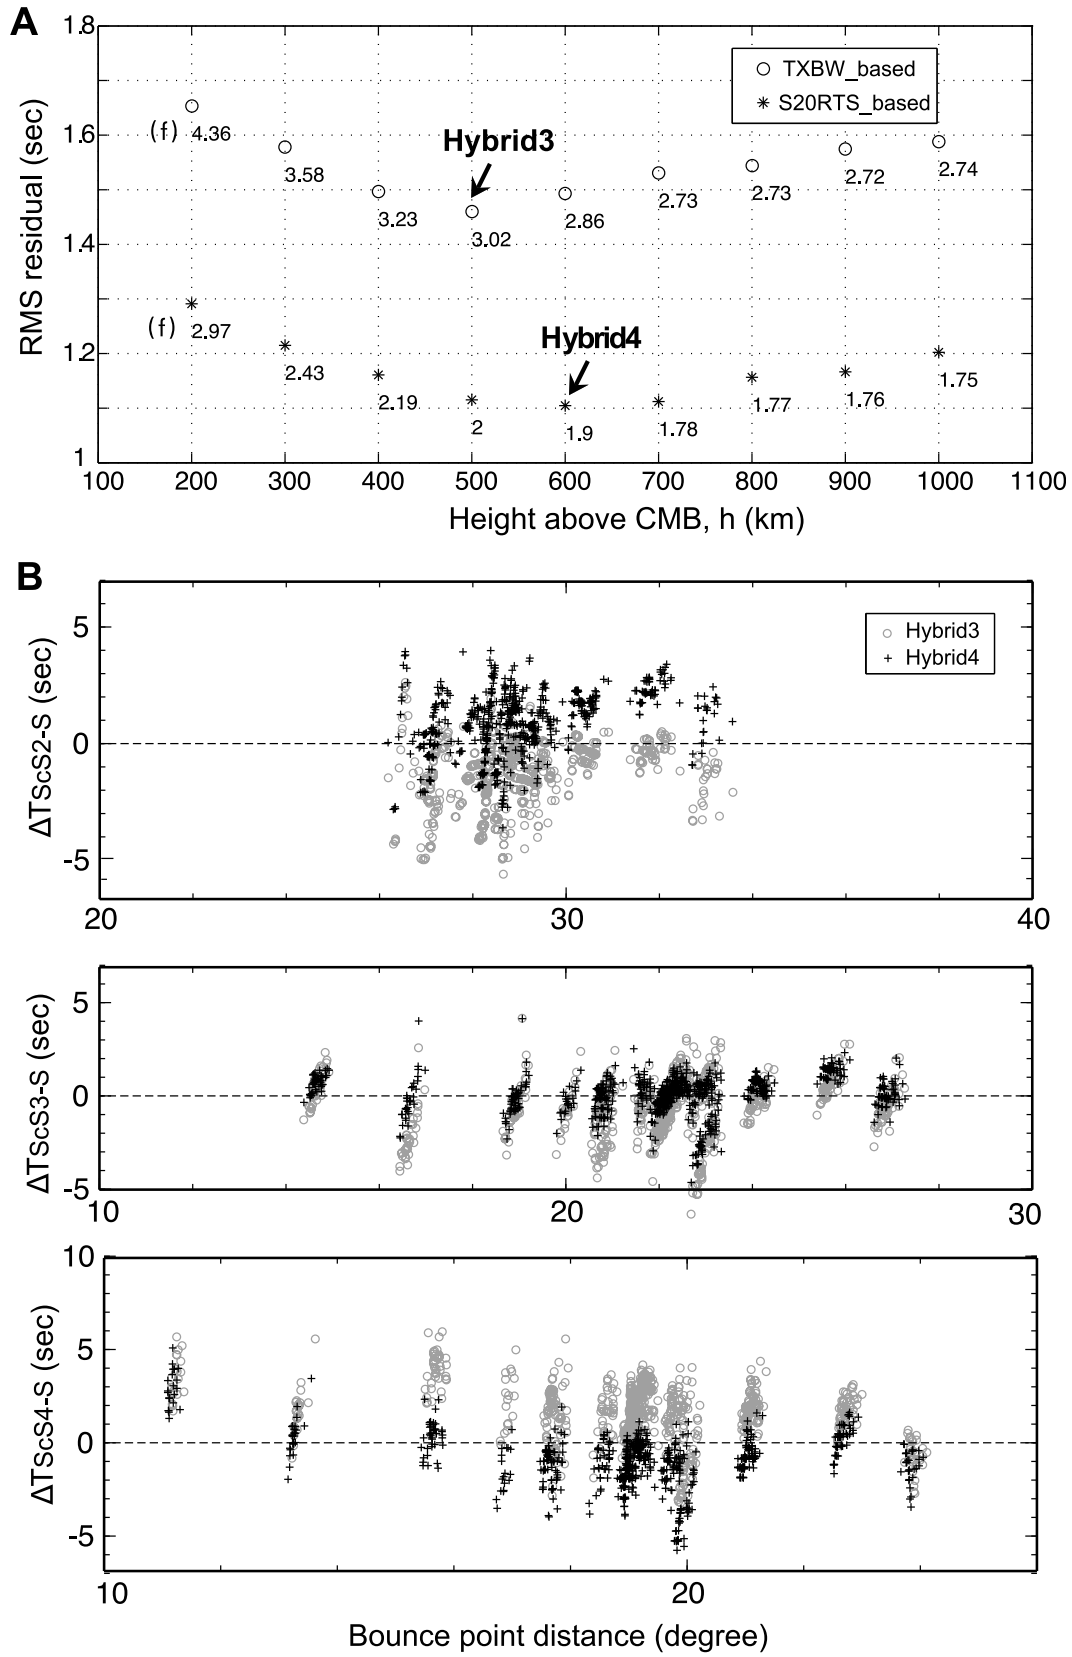 A
RMS residual (sec)
1.8
1.6
1.4
1.2
1
TXBW_based
S20RTS_based
Hybrid3
(f) 4.36
3.58
3.23
3.02
2.86
2.73
2.73
2.72
2.74
Hybrid4
(f) 2.97
2.43
2.19
2
1.9
1.78
1.77
1.76
1.75
100 200 300 400 500 600 700 800 900 1000 1100
Height above CMB, h (km)
B
ΔTScS2-S (sec)
5
0
-5
Hybrid3
Hybrid4
20 30 40
ΔTScS3-S (sec)
5
0
-5
10 20 30
ΔTScS4-S (sec)
10
5
0
-5
10 20
Bounce point distance (degree)